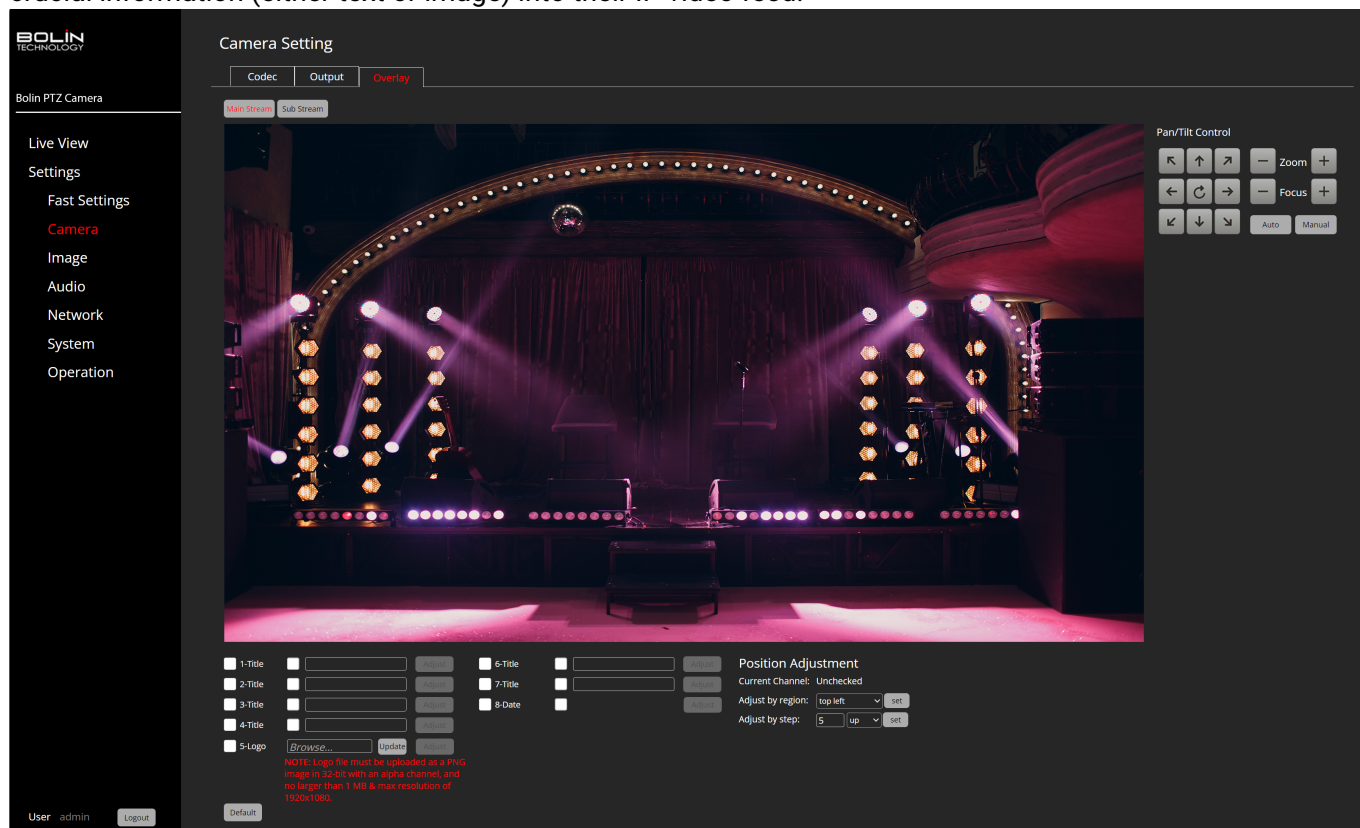 crucial information (either text or image) into their IP video feed.
BOLIN
TECHNOLOGY
Bolin PTZ Camera
Live View
Settings
Fast Settings
Camera
Image
Audio
Network
System
Operation
User admin Logout
Camera Setting
Codec Output Overlay
Main Stream Sub Stream
Pan/Tilt Control
Zoom
Focus
Auto Manual
1-Title Adjust 6-Title Adjust
2-Title Adjust 7-Title Adjust
3-Title Adjust 8-Date Adjust
4-Title Adjust
5-Logo Browse... Update Adjust
NOTE: Logo file must be uploaded as a PNG
image in 32-bit with an alpha channel, and
no larger than 1 MB & max resolution of
1920x1080.
Default
Position Adjustment
Current Channel: Unchecked
Adjust by region: top left set
Adjust by step: 5 up set